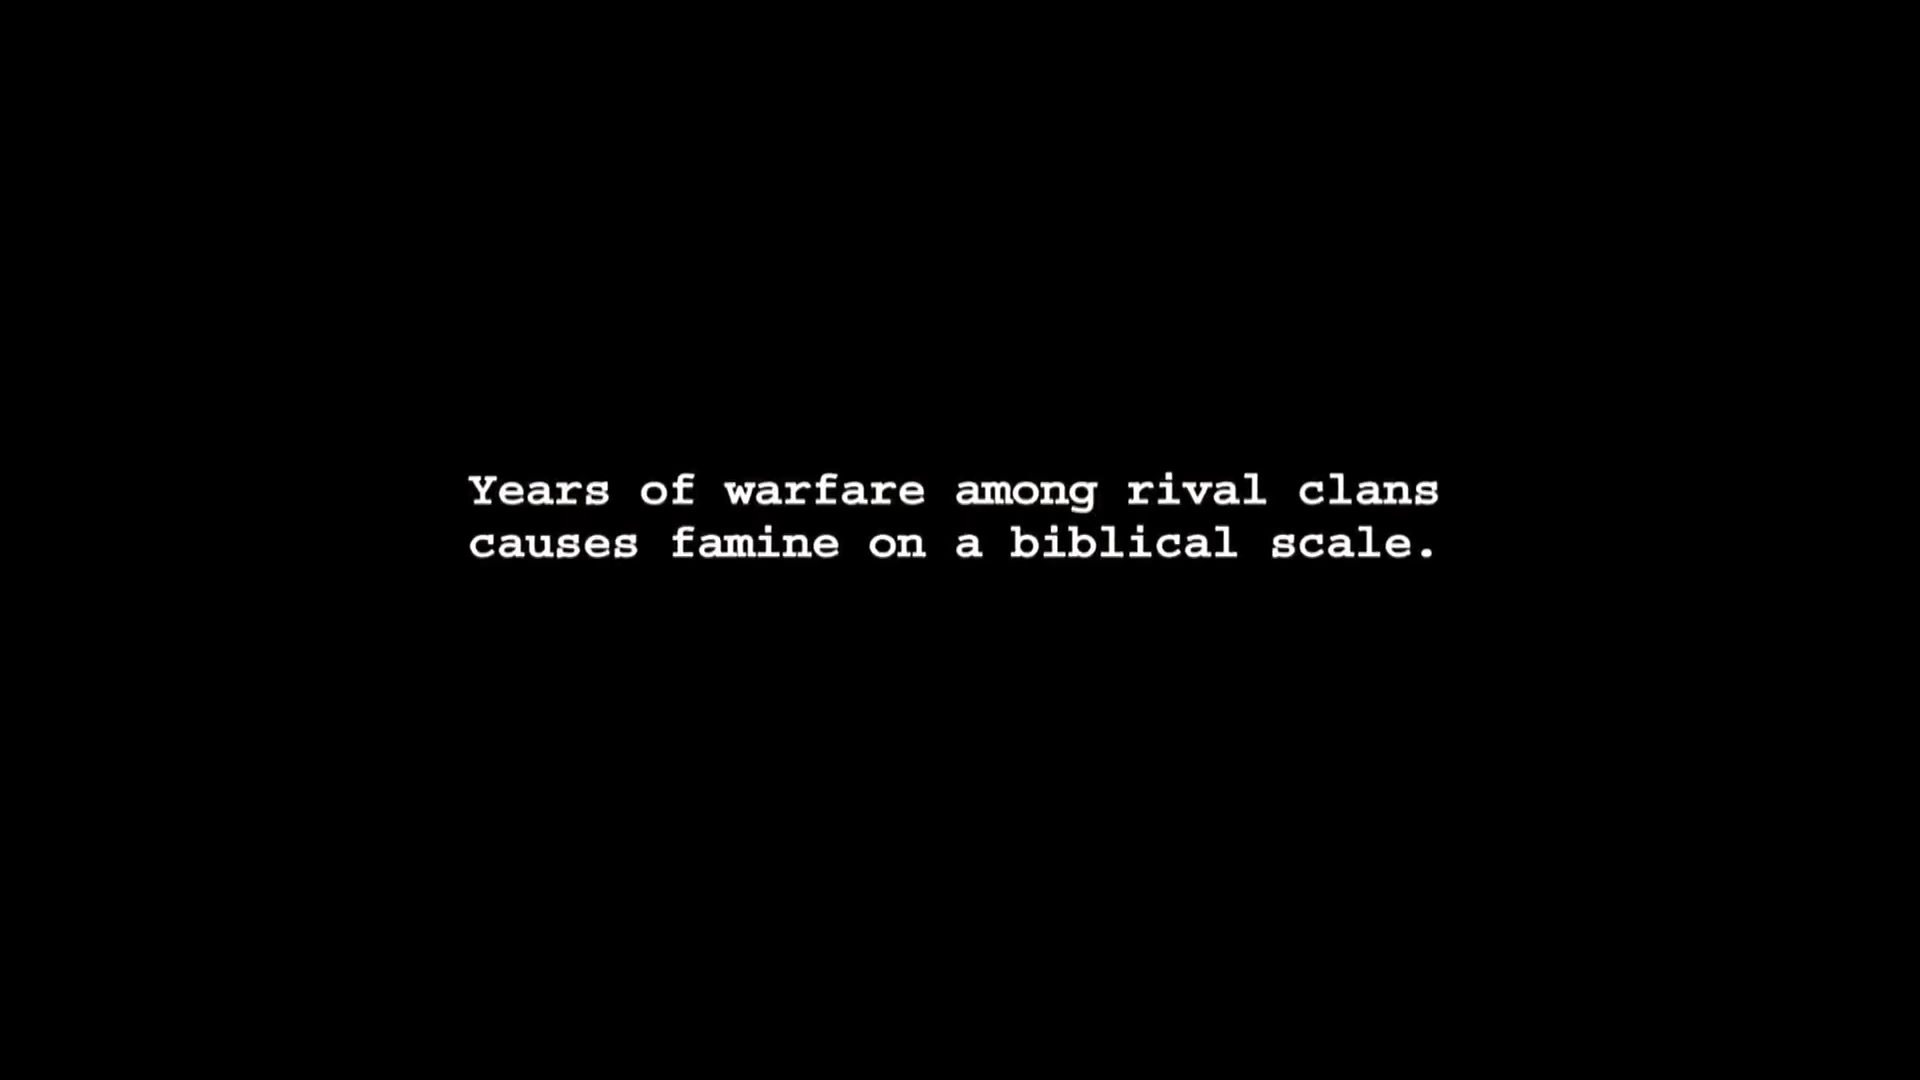 Years of warfare among rival clans
causes famine on a biblical scale.